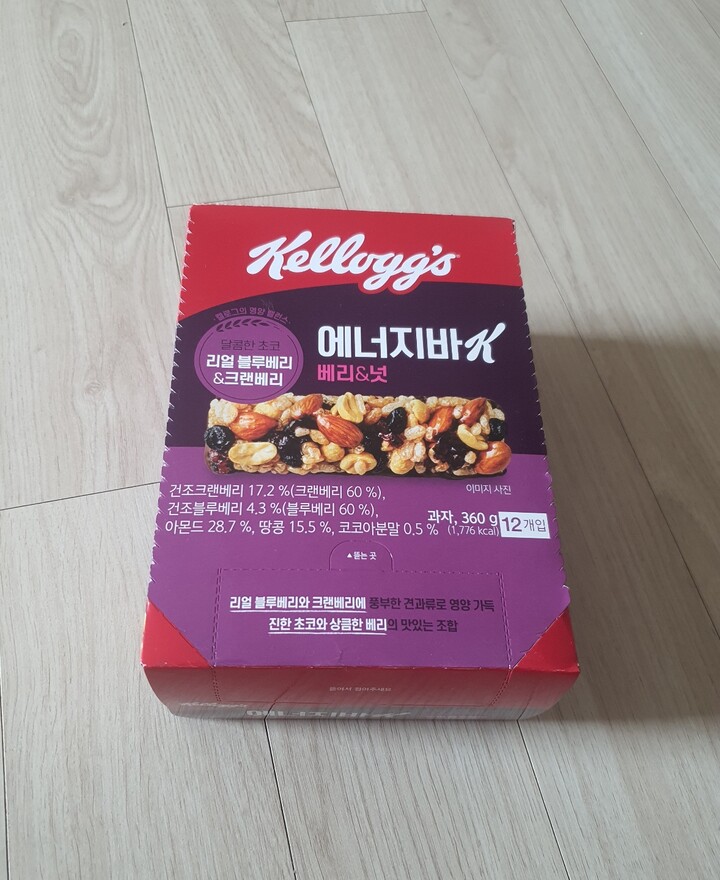 Kellogg's
켈로그의 영양 밸런스
달콤한 초코
리얼 블루베리
&크랜베리
에너지바K
베리&넛
이미지 사진
건조크랜베리 17.2 %(크랜베리 60 %),
건조블루베리 4.3 %(블루베리 60 %),
아몬드 28.7 %, 땅콩 15.5 %, 코코아분말 0.5 %
과자, 360 g
(1,776 kcal)
12개입
▲뜯는 곳
리얼 블루베리와 크랜베리에 풍부한 견과류로 영양 가득
진한 초코와 상큼한 베리의 맛있는 조합
Kellogg's
에너지바K